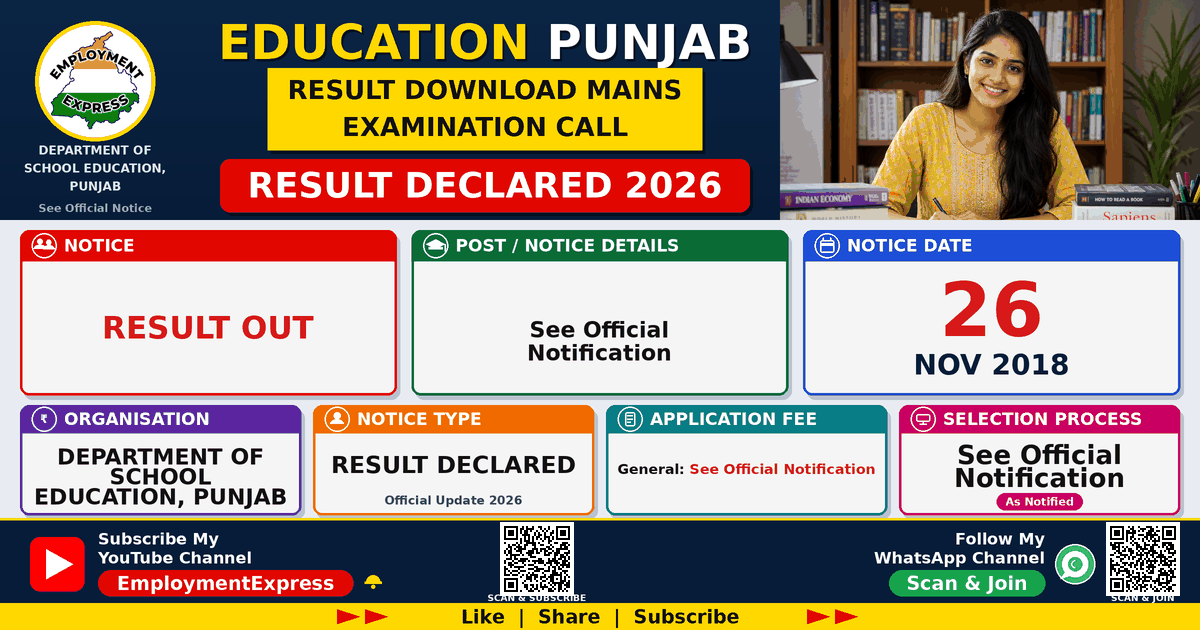 EMPLOYMENT
EXPRESS
DEPARTMENT OF
SCHOOL EDUCATION,
PUNJAB
See Official Notice
EDUCATION PUNJAB
RESULT DOWNLOAD MAINS
EXAMINATION CALL
RESULT DECLARED 2026
INDIAN ECONOMY
WORLD HISTORY
HOW TO READ A BOOK
Sapiens
NOTICE
RESULT OUT
POST / NOTICE DETAILS
See Official
Notification
NOTICE DATE
26
NOV 2018
₹
ORGANISATION
DEPARTMENT OF
SCHOOL
EDUCATION, PUNJAB
NOTICE TYPE
RESULT DECLARED
Official Update 2026
APPLICATION FEE
General: See Official Notification
SELECTION PROCESS
See Official
Notification
As Notified
Subscribe My
YouTube Channel
EmploymentExpress
SCAN & SUBSCRIBE
Follow My
WhatsApp Channel
Scan & Join
SCAN & JOIN
Like | Share | Subscribe